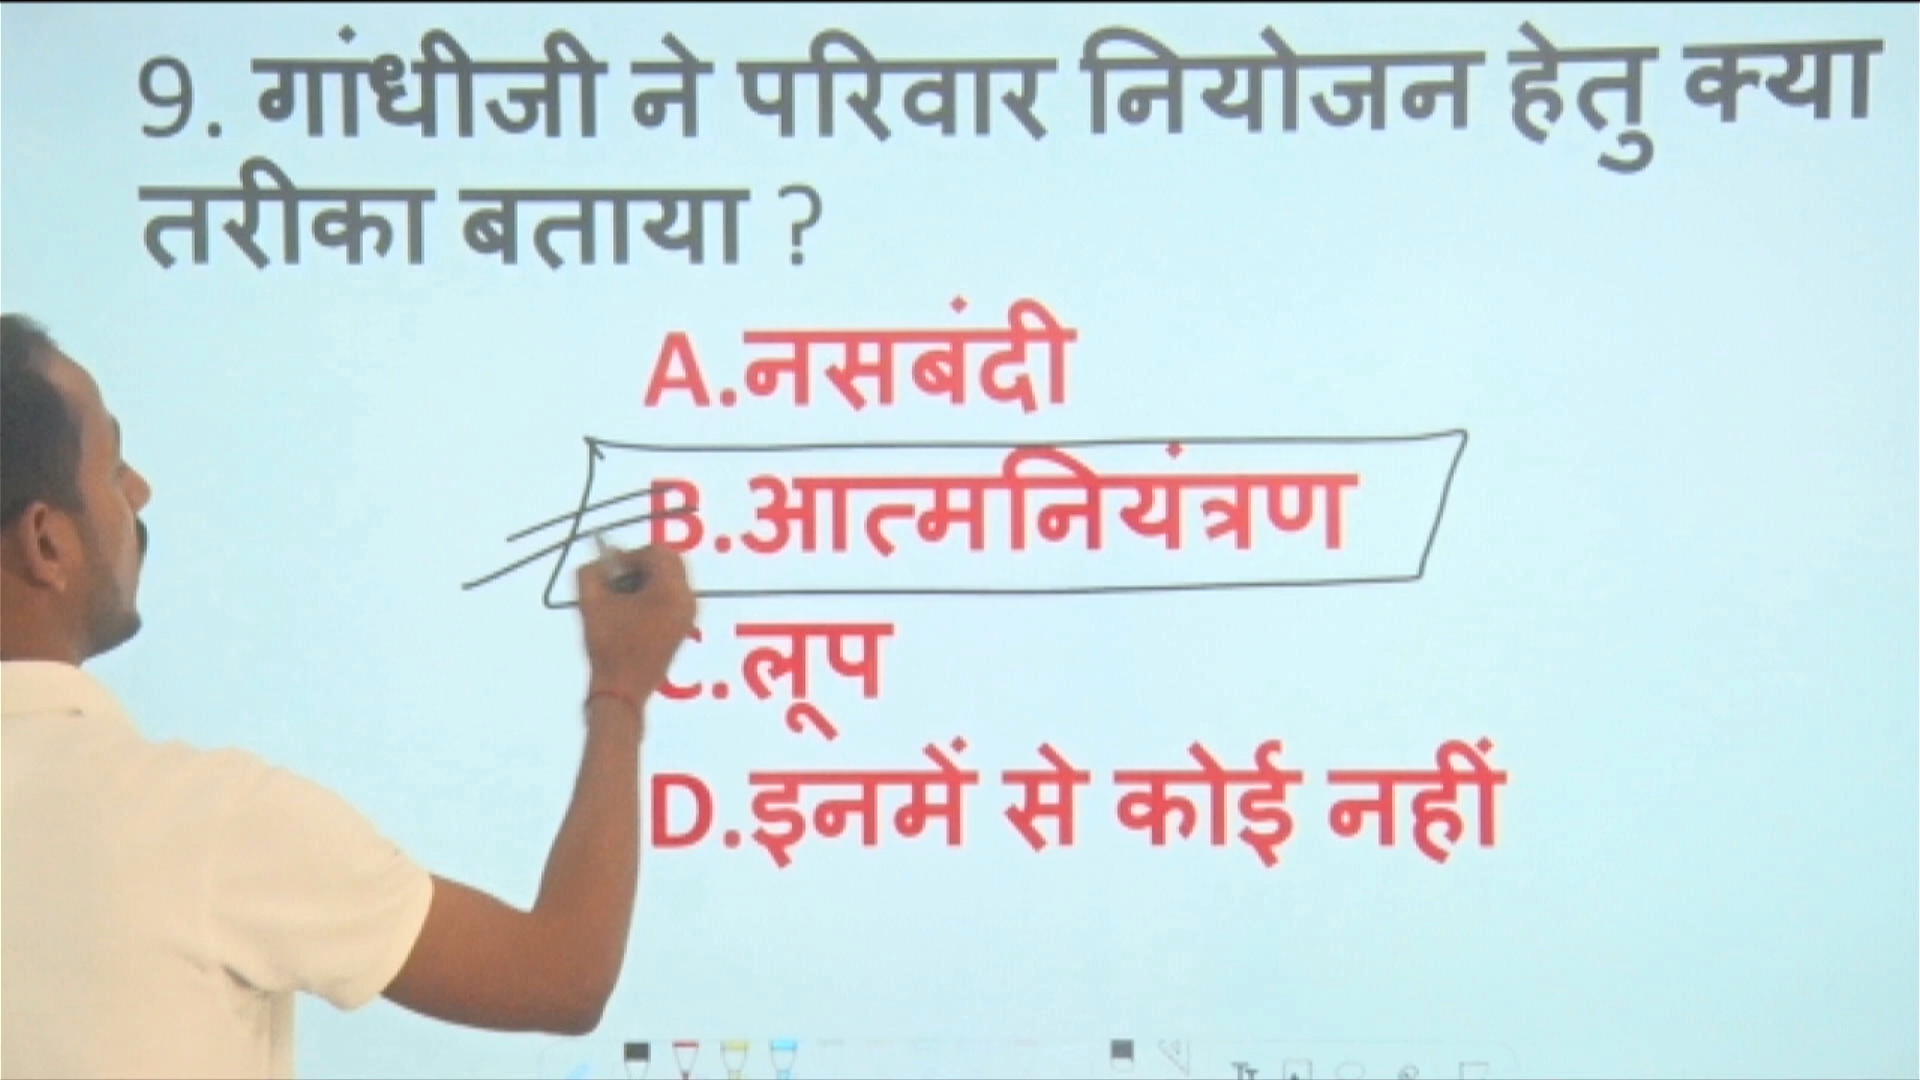 9. गांधीजी ने परिवार नियोजन हेतु क्या
तरीका बताया ?
A.नसबंदी
B.आत्मनियंत्रण
C.लूप
D.इनमें से कोई नहीं